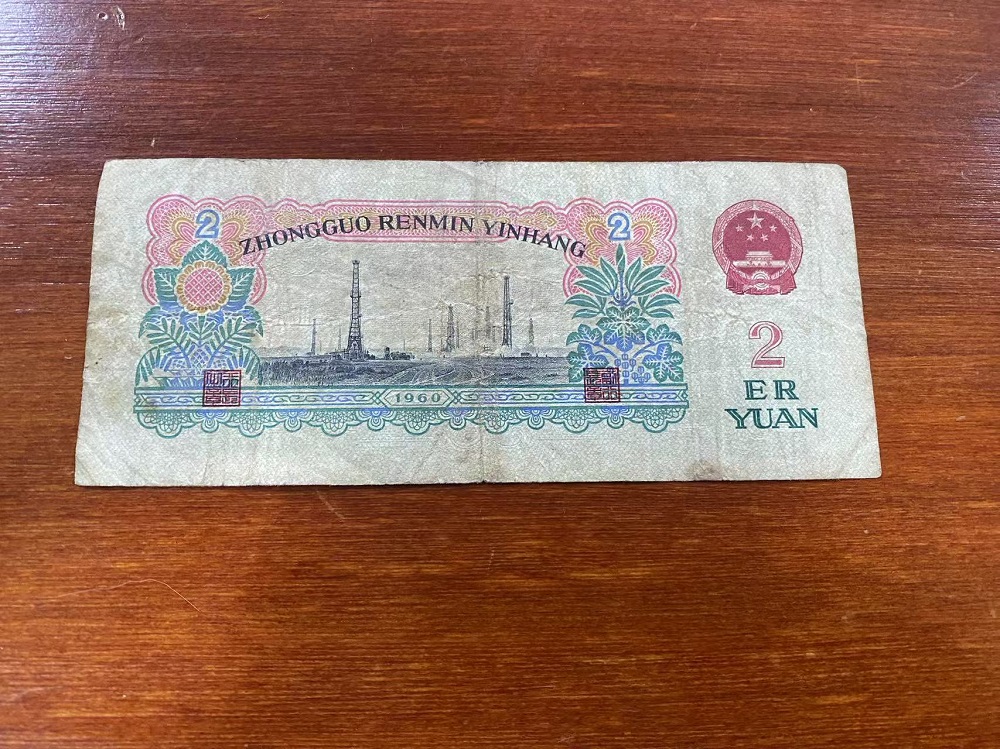 2
2
ZHONGGUO RENMIN YINHANG
1960
2
ER
YUAN